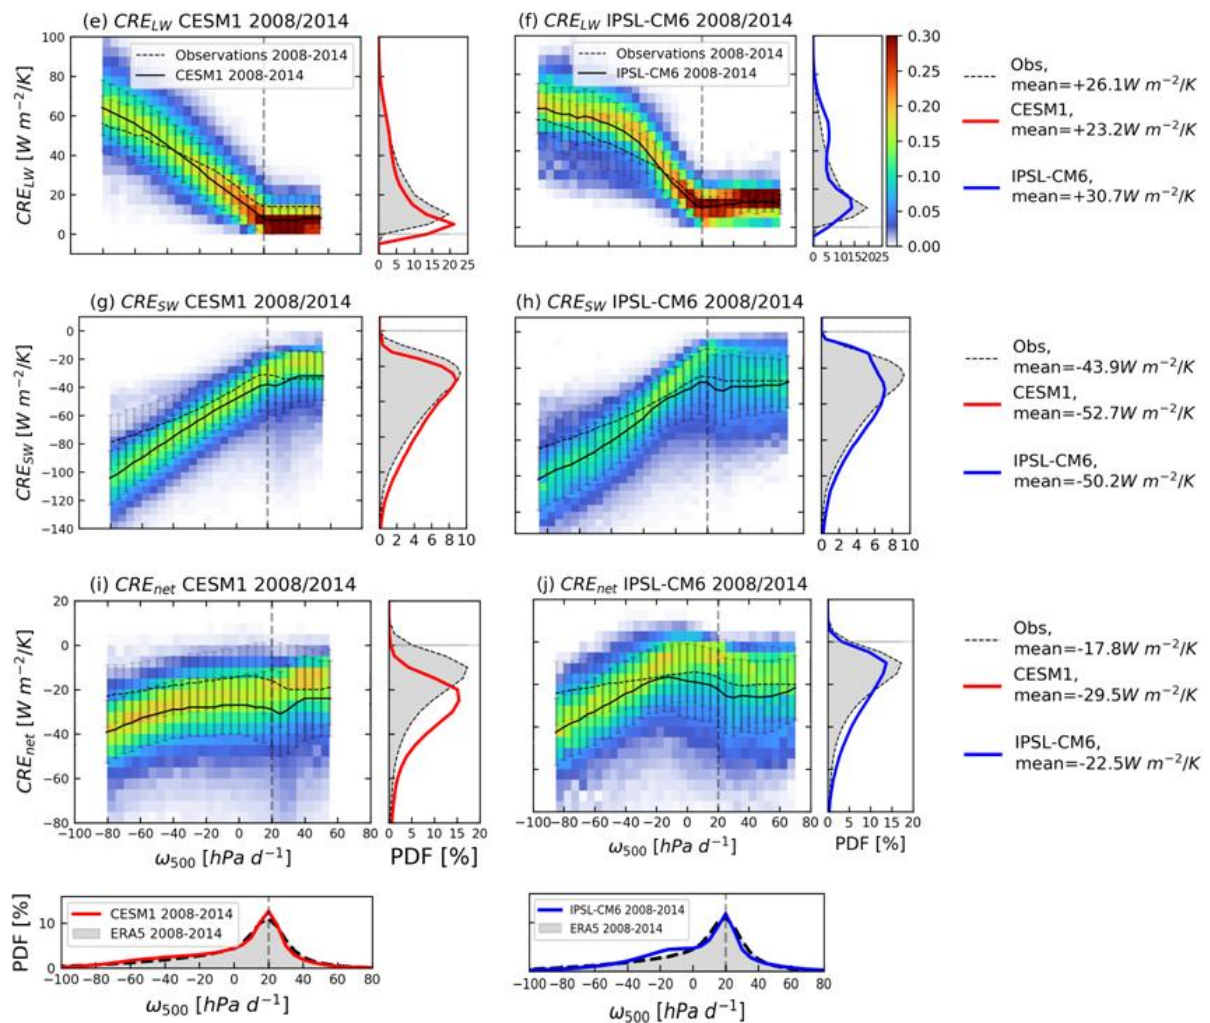 (e) CRE_LW CESM1 2008/2014
(f) CRE_LW IPSL-CM6 2008/2014
CRE_LW [W m⁻²/K]
100
80
60
40
20
0
Observations 2008-2014
CESM1 2008-2014
0 5 10 15 20 25
Observations 2008-2014
IPSL-CM6 2008-2014
0 5 10 15 20 25
0.30
0.25
0.20
0.15
0.10
0.05
0.00
Obs,
mean=+26.1W m⁻²/K
CESM1,
mean=+23.2W m⁻²/K
IPSL-CM6,
mean=+30.7W m⁻²/K
(g) CRE_SW CESM1 2008/2014
(h) CRE_SW IPSL-CM6 2008/2014
CRE_SW [W m⁻²/K]
0
−20
−40
−60
−80
−100
−120
−140
0 2 4 6 8 10
0 2 4 6 8 10
Obs,
mean=-43.9W m⁻²/K
CESM1,
mean=-52.7W m⁻²/K
IPSL-CM6,
mean=-50.2W m⁻²/K
(i) CRE_net CESM1 2008/2014
(j) CRE_net IPSL-CM6 2008/2014
CRE_net [W m⁻²/K]
20
0
−20
−40
−60
−80
−100 −80 −60 −40 −20 0 20 40 60 80
ω₅₀₀ [hPa d⁻¹]
0 5 10 15 20
PDF [%]
−100 −80 −60 −40 −20 0 20 40 60 80
ω₅₀₀ [hPa d⁻¹]
0 5 10 15 20
PDF [%]
Obs,
mean=-17.8W m⁻²/K
CESM1,
mean=-29.5W m⁻²/K
IPSL-CM6,
mean=-22.5W m⁻²/K
PDF [%]
10
0
CESM1 2008-2014
ERA5 2008-2014
−100 −80 −60 −40 −20 0 20 40 60 80
ω₅₀₀ [hPa d⁻¹]
IPSL-CM6 2008-2014
ERA5 2008-2014
−100 −80 −60 −40 −20 0 20 40 60 80
ω₅₀₀ [hPa d⁻¹]